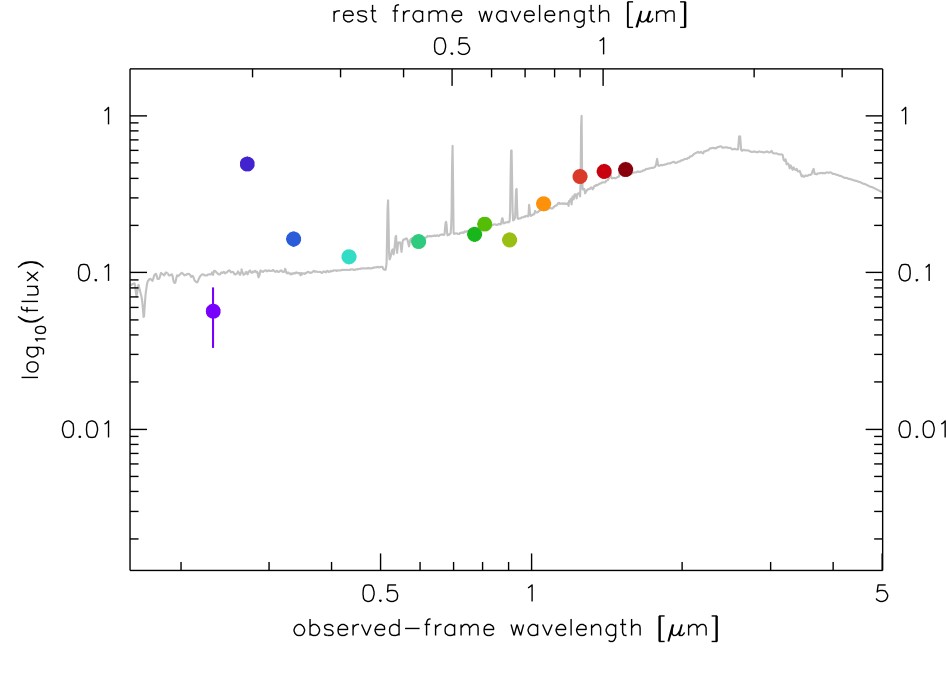 rest frame wavelength [μm]
0.5 1
1 1
0.1 0.1
0.01 0.01
log10(flux)
0.5 1 5
observed-frame wavelength [μm]